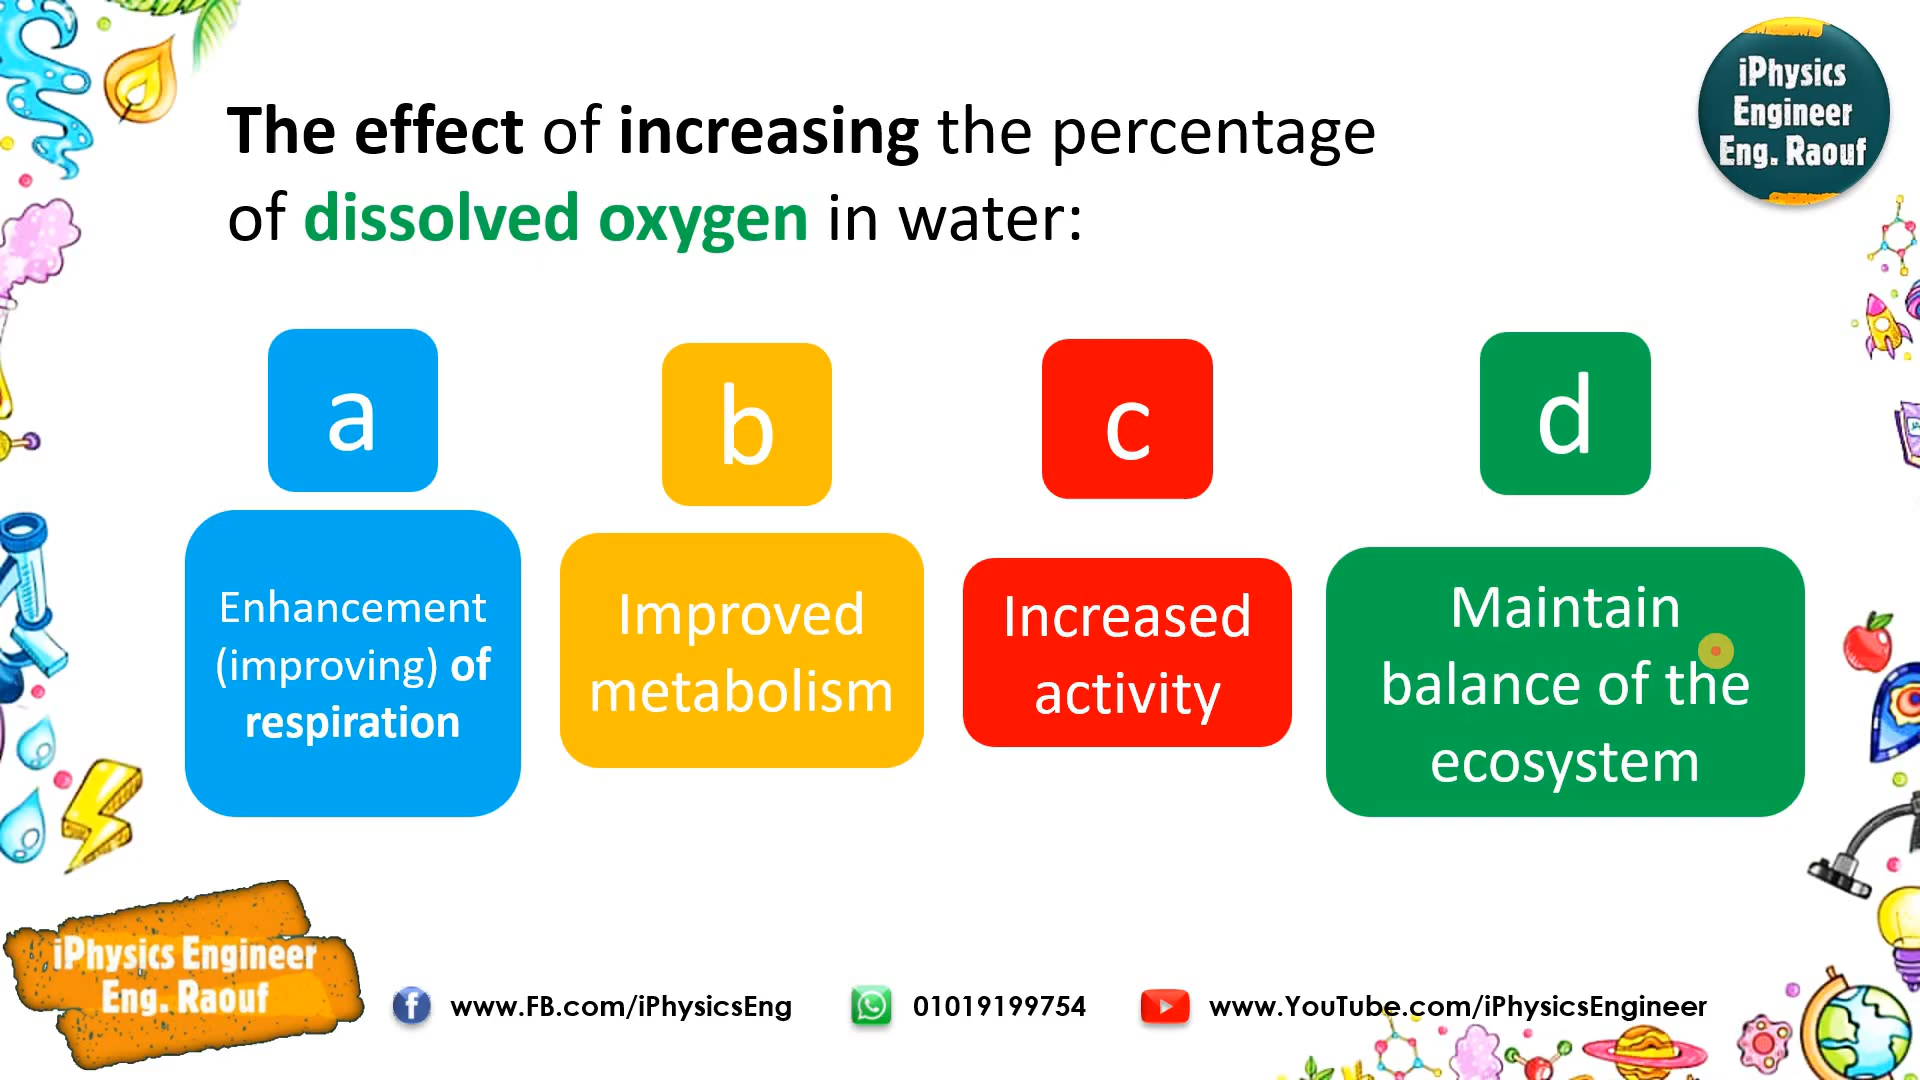 iPhysics
Engineer
Eng. Raouf
The effect of increasing the percentage
of dissolved oxygen in water:
a
b
c
d
Enhancement
(improving) of
respiration
Improved
metabolism
Increased
activity
Maintain
balance of the
ecosystem
iPhysics Engineer
Eng. Raouf
www.FB.com/iPhysicsEng
01019199754
www.YouTube.com/iPhysicsEngineer